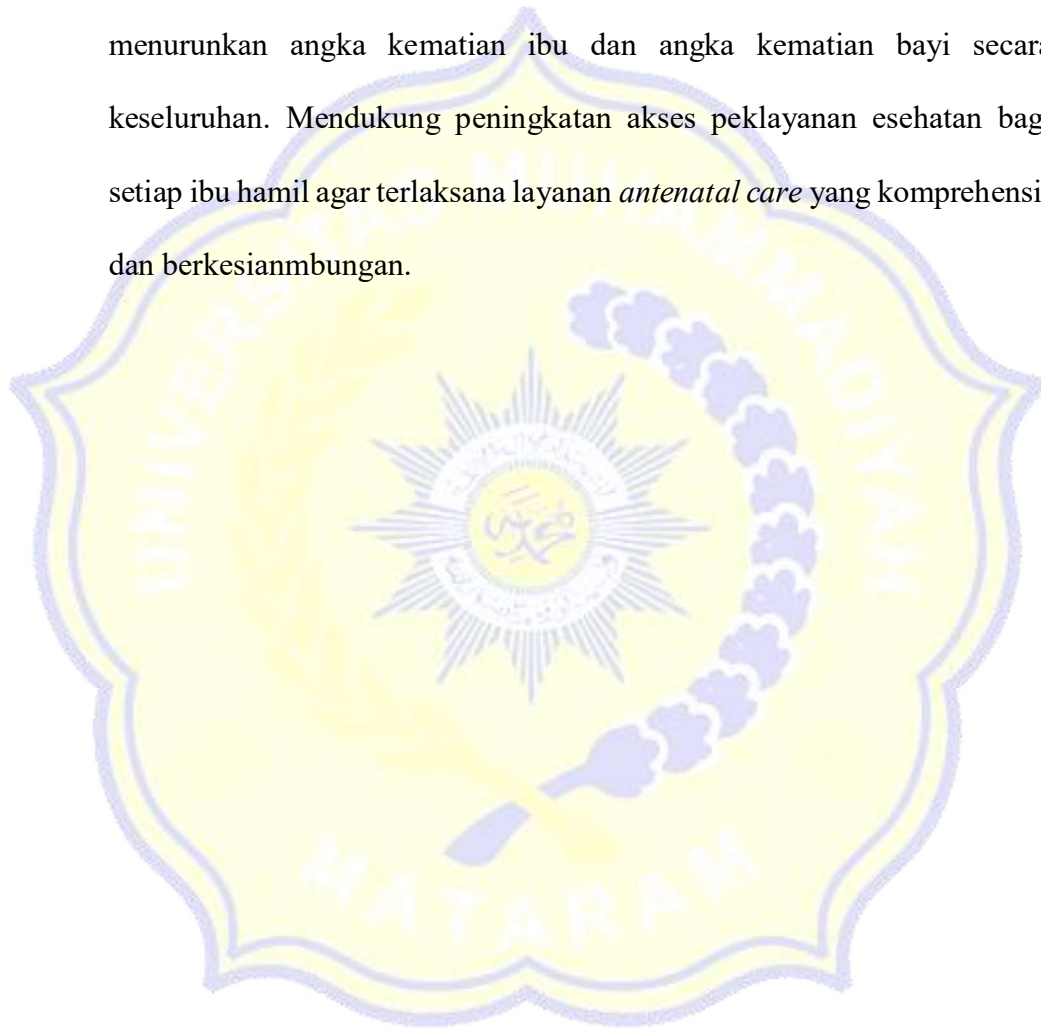 menurunkan angka kematian ibu dan angka kematian bayi secara
keseluruhan. Mendukung peningkatan akses peklayanan esehatan bag
setiap ibu hamil agar terlaksana layanan antenatal care yang komprehensi
dan berkesianmbungan.
UNIVERSITAS MUHAMMADIYAH
MATARAM